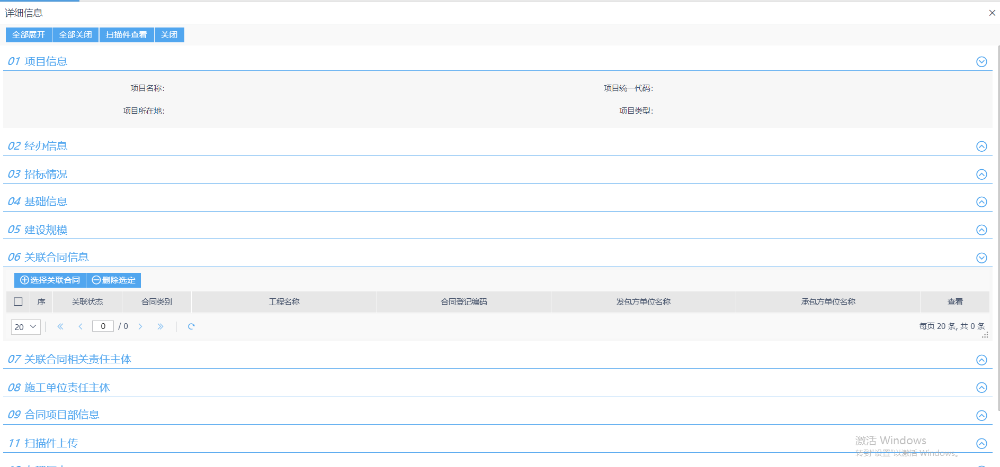 详细信息
全部展开 全部关闭 扫描件查看 关闭
01 项目信息
项目名称: 项目统一代码:
项目所在地: 项目类型:
02 经办信息
03 招标情况
04 基础信息
05 建设规模
06 关联合同信息
选择关联合同 删除选定
序 关联状态 合同类别 工程名称 合同登记编码 发包方单位名称 承包方单位名称 查看
20 0 / 0 每页 20 条, 共 0 条
07 关联合同相关责任主体
08 施工单位责任主体
09 合同项目部信息
11 扫描件上传
激活 Windows
转到“设置”以激活 Windows。